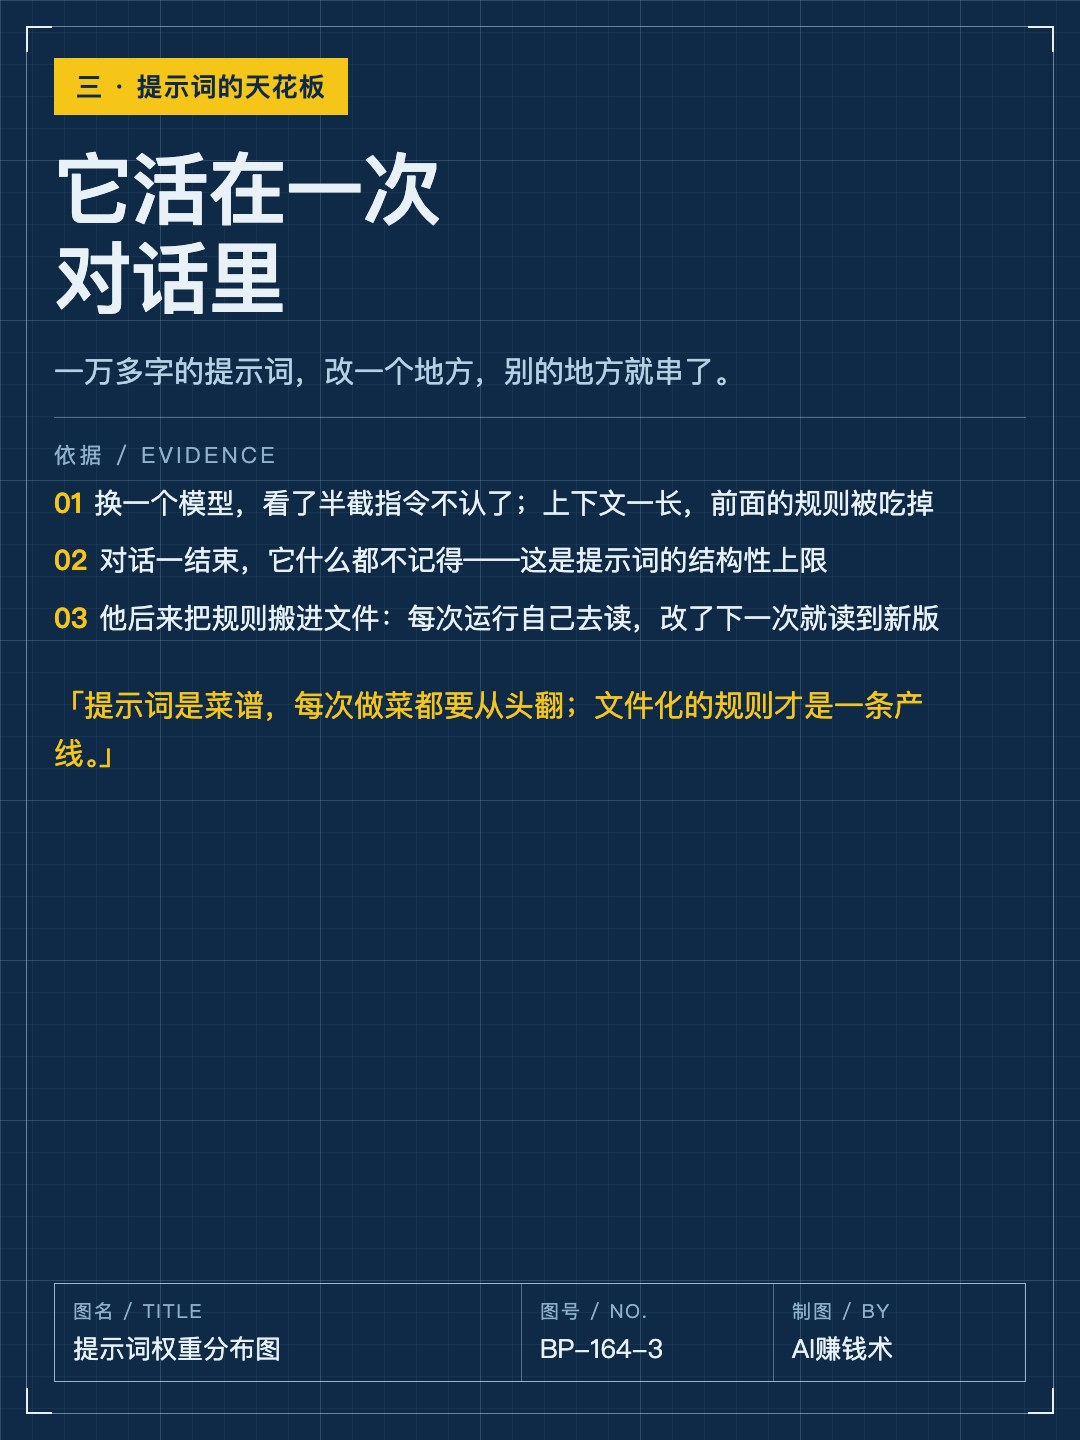 三 · 提示词的天花板
它活在一次
对话里
一万多字的提示词，改一个地方，别的地方就串了。
依据 / EVIDENCE
01 换一个模型，看了半截指令不认了；上下文一长，前面的规则被吃掉
02 对话一结束，它什么都不记得——这是提示词的结构性上限
03 他后来把规则搬进文件：每次运行自己去读，改了下一次就读到新版
「提示词是菜谱，每次做菜都要从头翻；文件化的规则才是一条产
线。」
图名 / TITLE
提示词权重分布图
图号 / NO.
BP-164-3
制图 / BY
AI赚钱术